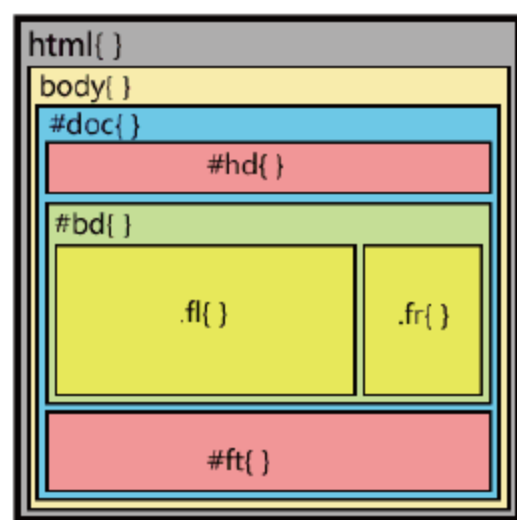 html{ }
body{ }
#doc{ }
#hd{ }
#bd{ }
.fl{ }
.fr{ }
#ft{ }